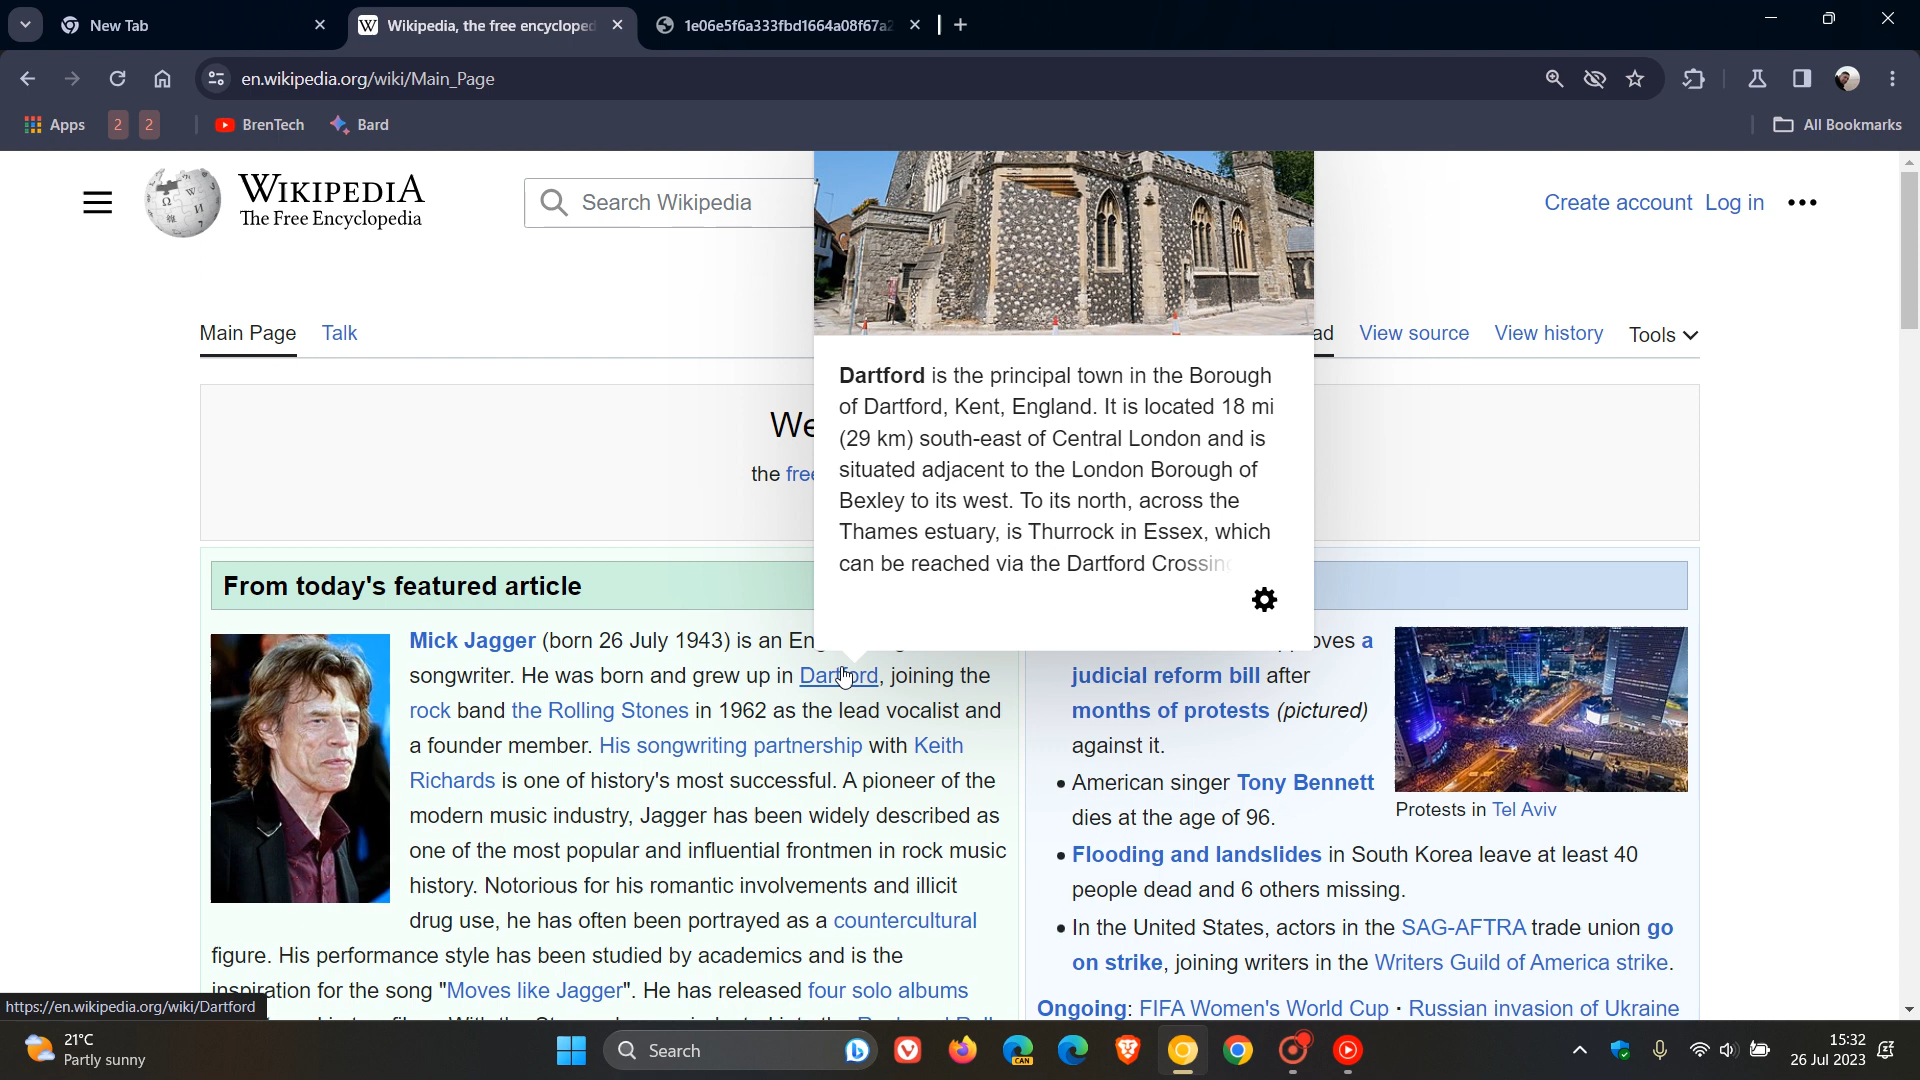 New Tab
Wikipedia, the free encycloped
1e06e5f6a333fbd1664a08f67a2
en.wikipedia.org/wiki/Main_Page
Apps
2
2
BrenTech
Bard
All Bookmarks
WIKIPEDIA
The Free Encyclopedia
Search Wikipedia
Create account
Log in
Main Page
Talk
ad
View source
View history
Tools
We
the free
Dartford is the principal town in the Borough
of Dartford, Kent, England. It is located 18 mi
(29 km) south-east of Central London and is
situated adjacent to the London Borough of
Bexley to its west. To its north, across the
Thames estuary, is Thurrock in Essex, which
can be reached via the Dartford Crossing
From today's featured article
Mick Jagger (born 26 July 1943) is an En
songwriter. He was born and grew up in Dartford, joining the
rock band the Rolling Stones in 1962 as the lead vocalist and
a founder member. His songwriting partnership with Keith
Richards is one of history's most successful. A pioneer of the
modern music industry, Jagger has been widely described as
one of the most popular and influential frontmen in rock music
history. Notorious for his romantic involvements and illicit
drug use, he has often been portrayed as a countercultural
figure. His performance style has been studied by academics and is the
inspiration for the song "Moves like Jagger". He has released four solo albums
oves a
judicial reform bill after
months of protests (pictured)
against it.
• American singer Tony Bennett
dies at the age of 96.
Protests in Tel Aviv
• Flooding and landslides in South Korea leave at least 40
people dead and 6 others missing.
• In the United States, actors in the SAG-AFTRA trade union go
on strike, joining writers in the Writers Guild of America strike.
Ongoing: FIFA Women's World Cup · Russian invasion of Ukraine
https://en.wikipedia.org/wiki/Dartford
21°C
Partly sunny
Search
CAN
15:32
26 Jul 2023